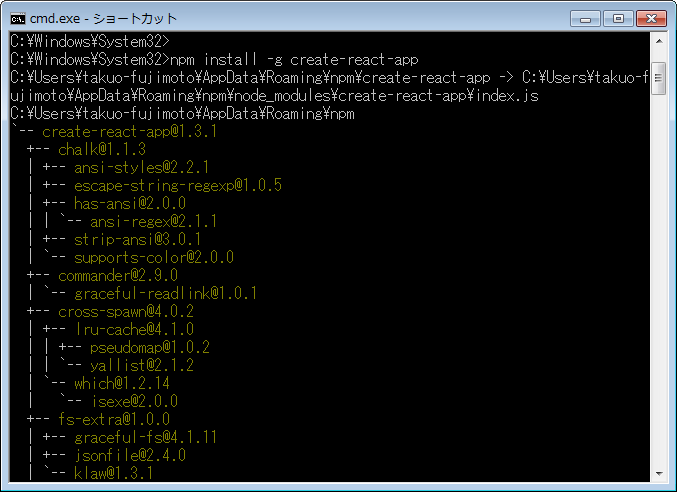 cmd.exe - ショートカット
C:¥Windows¥System32>
C:¥Windows¥System32>npm install -g create-react-app
C:¥Users¥takuo-fujimoto¥AppData¥Roaming¥npm¥create-react-app -> C:¥Users¥takuo-f
ujimoto¥AppData¥Roaming¥npm¥node_modules¥create-react-app¥index.js
C:¥Users¥takuo-fujimoto¥AppData¥Roaming¥npm
`-- create-react-app@1.3.1
  +-- chalk@1.1.3
  | +-- ansi-styles@2.2.1
  | +-- escape-string-regexp@1.0.5
  | +-- has-ansi@2.0.0
  | | `-- ansi-regex@2.1.1
  | +-- strip-ansi@3.0.1
  | `-- supports-color@2.0.0
  +-- commander@2.9.0
  | `-- graceful-readlink@1.0.1
  +-- cross-spawn@4.0.2
  | +-- lru-cache@4.1.0
  | | +-- pseudomap@1.0.2
  | | `-- yallist@2.1.2
  | `-- which@1.2.14
  |   `-- isexe@2.0.0
  +-- fs-extra@1.0.0
  | +-- graceful-fs@4.1.11
  | +-- jsonfile@2.4.0
  | `-- klaw@1.3.1